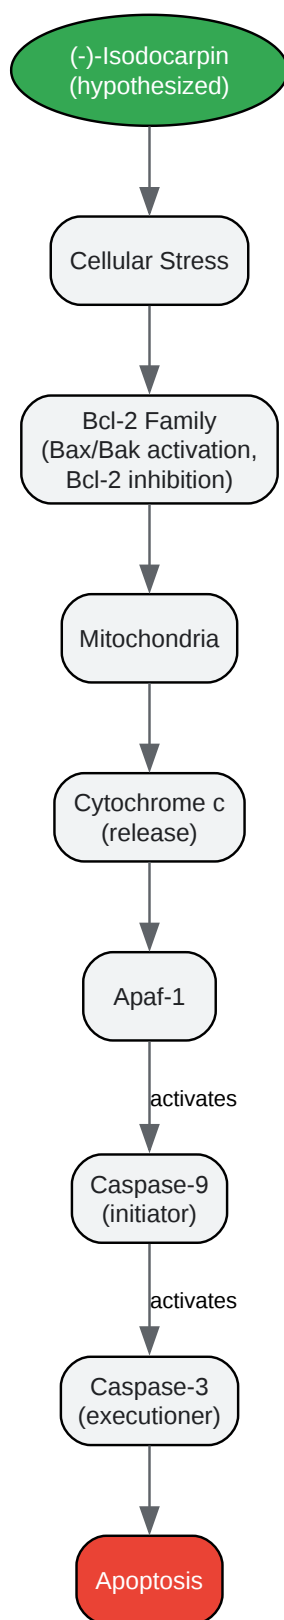 (-)-Isodocarpin
(hypothesized)
Cellular Stress
Bcl-2 Family
(Bax/Bak activation,
Bcl-2 inhibition)
Mitochondria
Cytochrome c
(release)
Apaf-1
activates
Caspase-9
(initiator)
activates
Caspase-3
(executioner)
Apoptosis